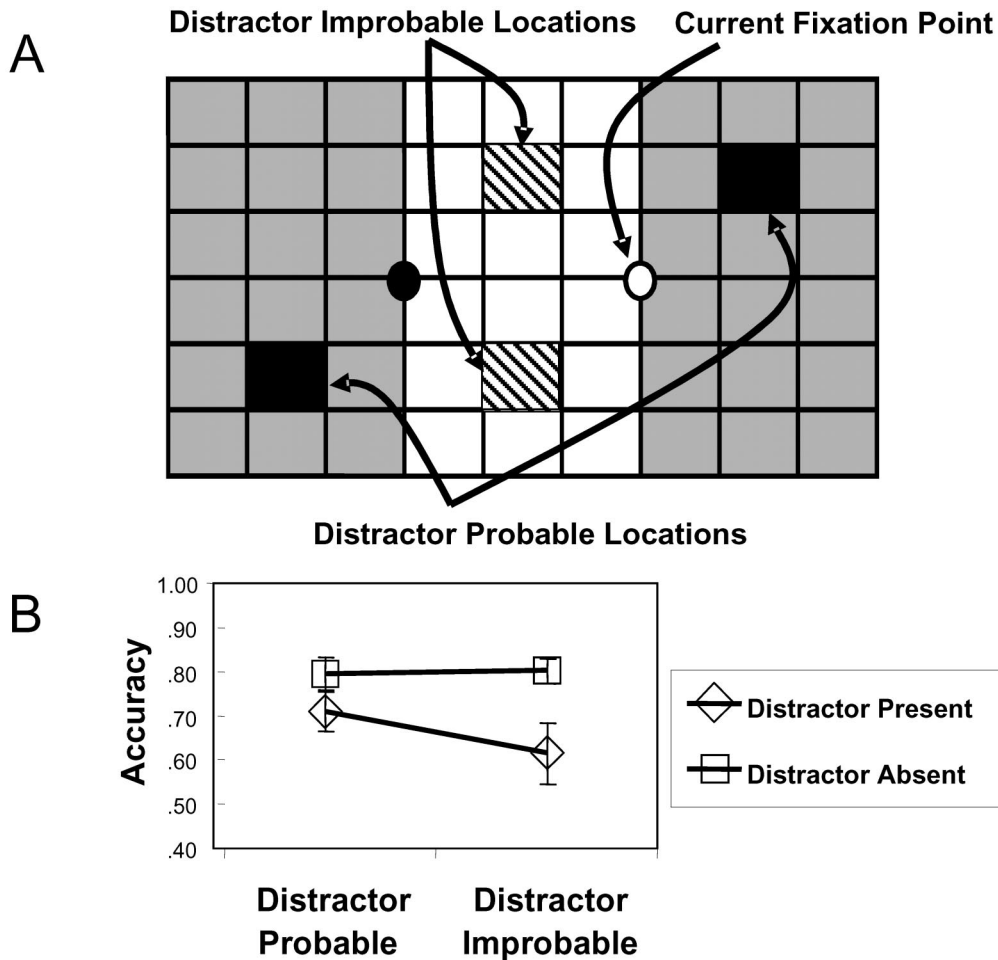 A
Distractor Improbable Locations
Current Fixation Point
Distractor Probable Locations
B
Accuracy
1.00
.90
.80
.70
.60
.50
.40
Distractor Probable
Distractor Improbable
Distractor Present
Distractor Absent